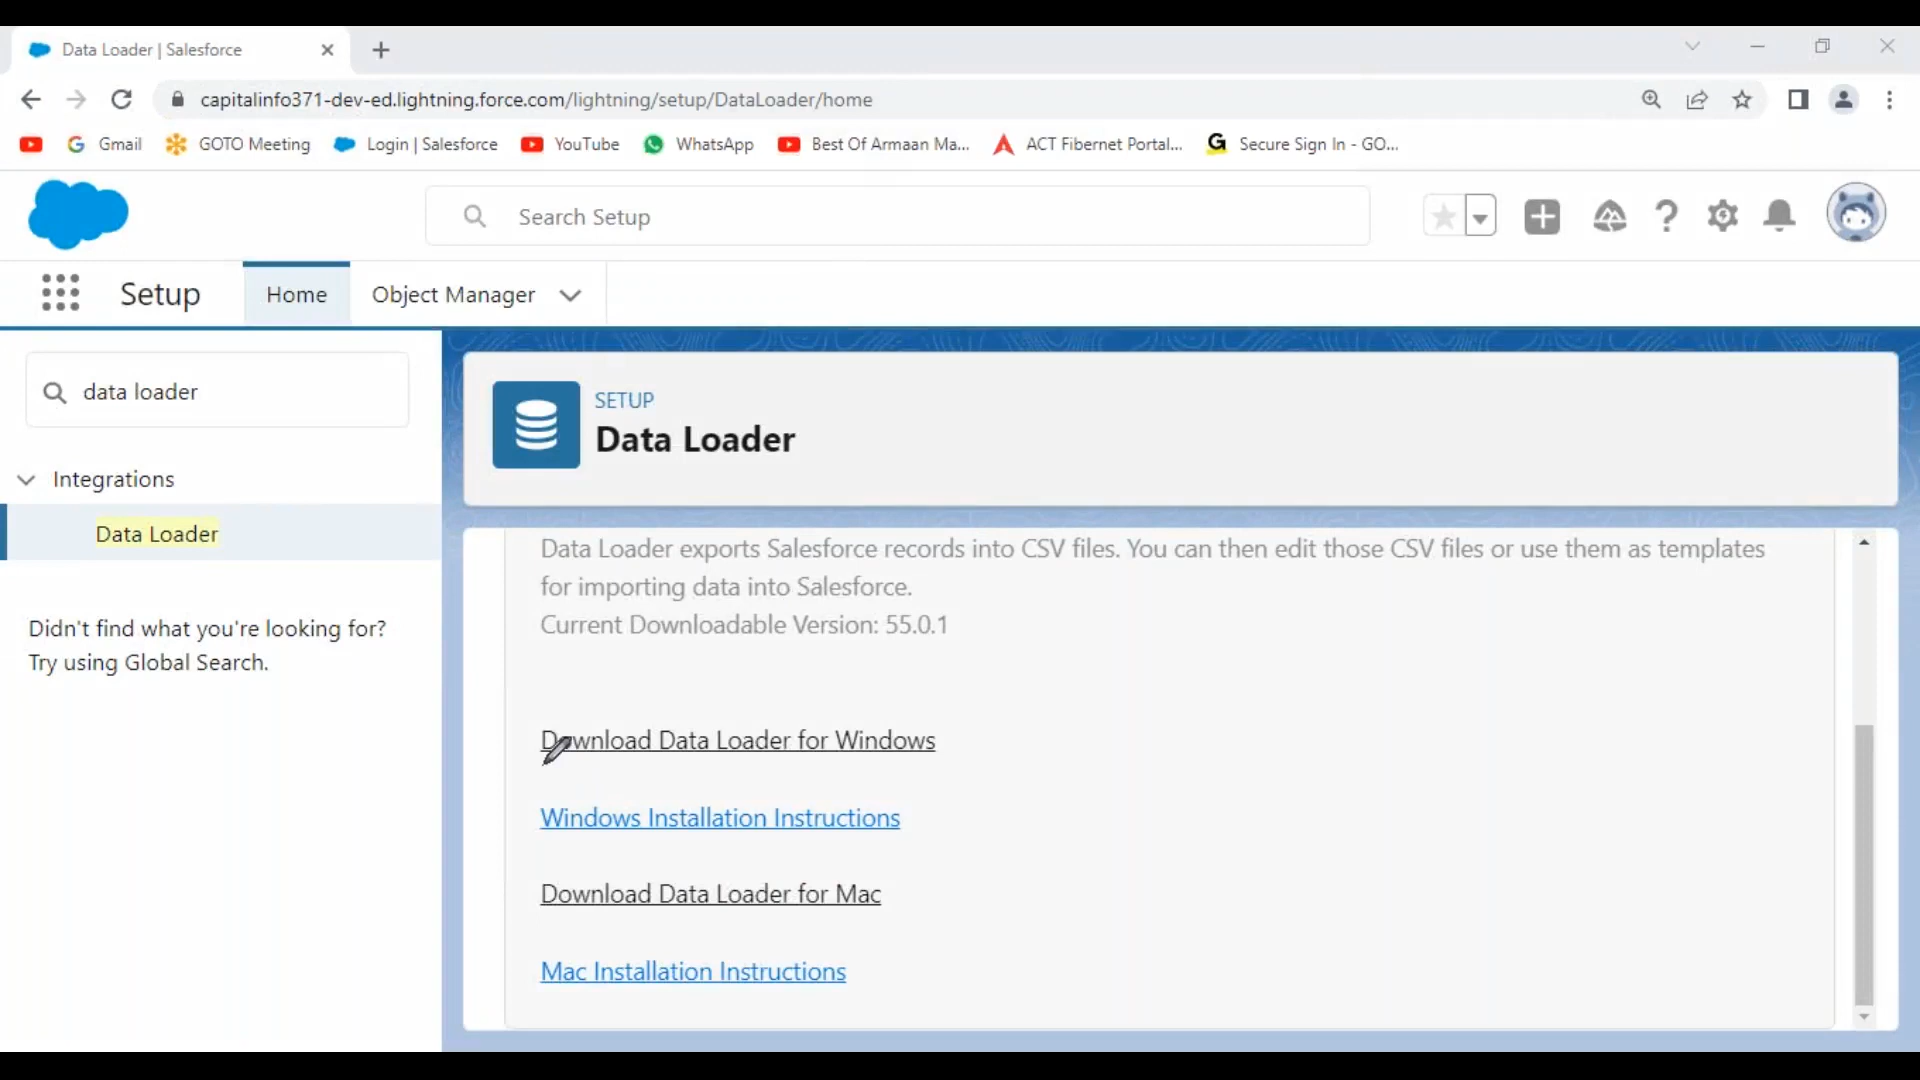 Data Loader | Salesforce
capitalinfo371-dev-ed.lightning.force.com/lightning/setup/DataLoader/home
Gmail
GOTO Meeting
Login | Salesforce
YouTube
WhatsApp
Best Of Armaan Ma...
ACT Fibernet Portal...
Secure Sign In - GO...
Search Setup
Setup
Home
Object Manager
data loader
Integrations
Data Loader
Didn't find what you're looking for?
Try using Global Search.
SETUP
Data Loader
Data Loader exports Salesforce records into CSV files. You can then edit those CSV files or use them as templates
for importing data into Salesforce.
Current Downloadable Version: 55.0.1
Download Data Loader for Windows
Windows Installation Instructions
Download Data Loader for Mac
Mac Installation Instructions